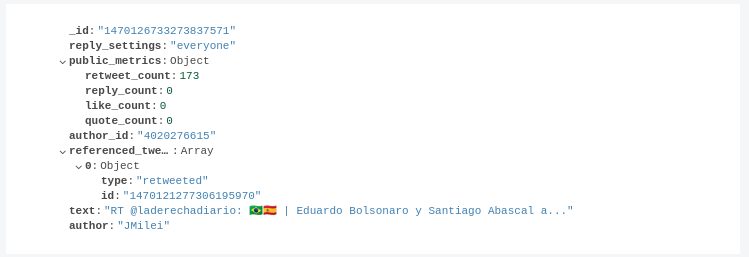 _id: "1470126733273837571"
reply_settings: "everyone"
public_metrics: Object
retweet_count: 173
reply_count: 0
like_count: 0
quote_count: 0
author_id: "4020276615"
referenced_twe… : Array
0: Object
type: "retweeted"
id: "1470121277306195970"
text: "RT @laderechadiario: 🇧🇷🇪🇸 | Eduardo Bolsonaro y Santiago Abascal a..."
author: "JMilei"